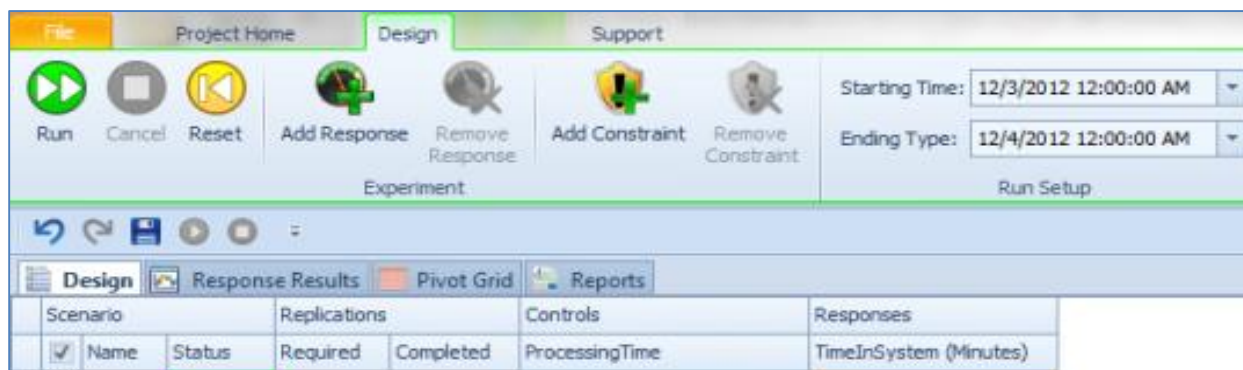 File Project Home Design Support
Run Cancel Reset Add Response Remove Response Add Constraint Remove Constraint
Starting Time: 12/3/2012 12:00:00 AM
Ending Type: 12/4/2012 12:00:00 AM
Experiment Run Setup
Design Response Results Pivot Grid Reports
Scenario Replications Controls Responses
Name Status Required Completed ProcessingTime TimeInSystem (Minutes)